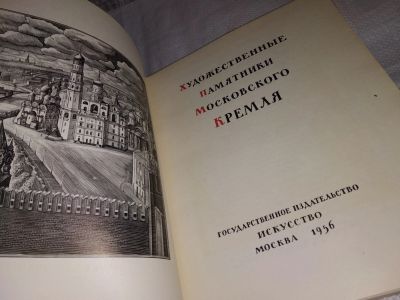 Художественные
Памятники
Московского
Кремля
Государственное издательство
Искусство
Москва 1956